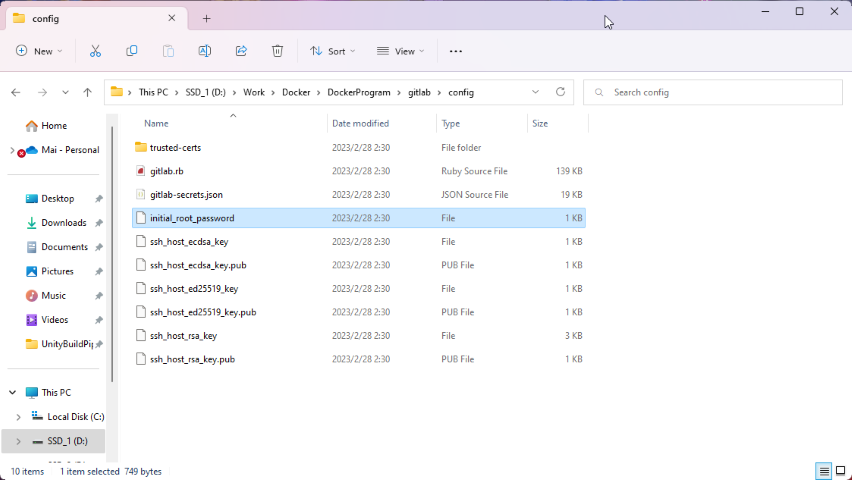 config
New
Sort
View
This PC
SSD_1 (D:)
Work
Docker
DockerProgram
gitlab
config
Search config
Home
Mai - Personal
Desktop
Downloads
Documents
Pictures
Music
Videos
UnityBuildPi
This PC
Local Disk (C:)
SSD_1 (D:)
Name Date modified Type Size
trusted-certs 2023/2/28 2:30 File folder
gitlab.rb 2023/2/28 2:30 Ruby Source File 139 KB
gitlab-secrets.json 2023/2/28 2:30 JSON Source File 19 KB
initial_root_password 2023/2/28 2:30 File 1 KB
ssh_host_ecdsa_key 2023/2/28 2:30 File 1 KB
ssh_host_ecdsa_key.pub 2023/2/28 2:30 PUB File 1 KB
ssh_host_ed25519_key 2023/2/28 2:30 File 1 KB
ssh_host_ed25519_key.pub 2023/2/28 2:30 PUB File 1 KB
ssh_host_rsa_key 2023/2/28 2:30 File 3 KB
ssh_host_rsa_key.pub 2023/2/28 2:30 PUB File 1 KB
10 items 1 item selected 749 bytes